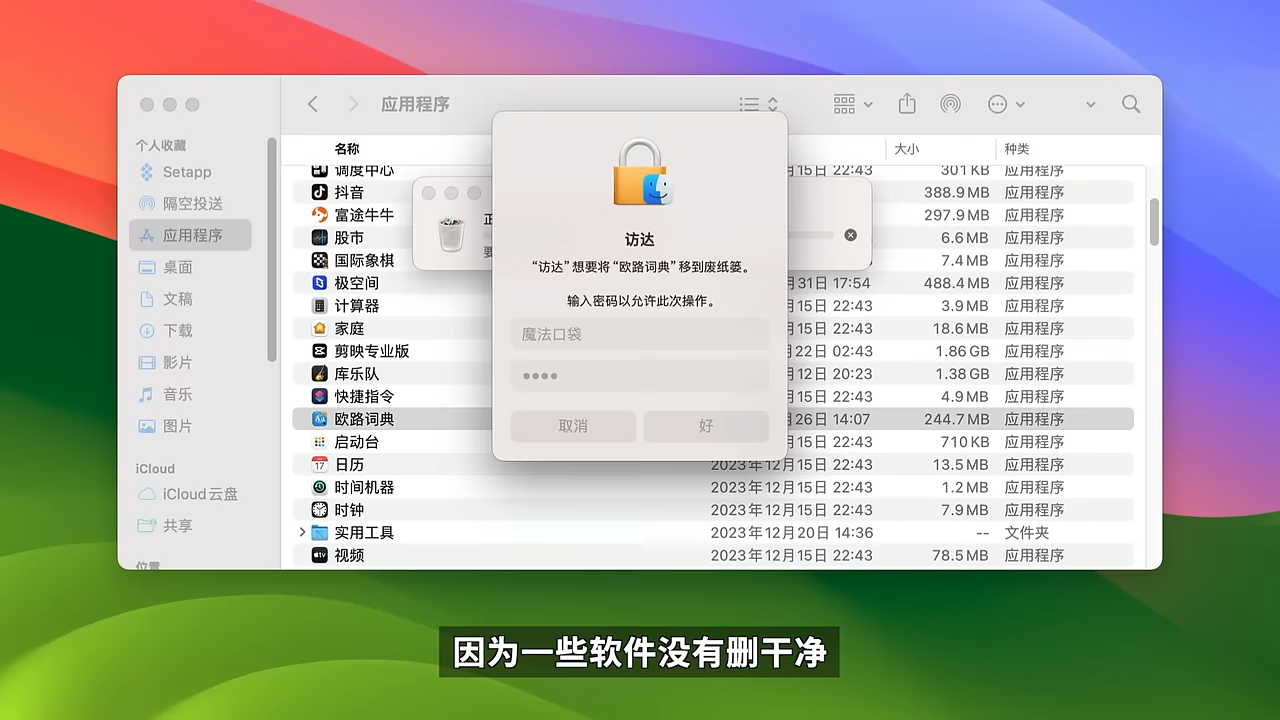 应用程序
个人收藏
Setapp
隔空投送
应用程序
桌面
文稿
下载
影片
音乐
图片
iCloud
iCloud云盘
共享
位置
名称 大小 种类
调度中心 月15日 22:43 301 KB 应用程序
抖音 388.9 MB 应用程序
富途牛牛 297.9 MB 应用程序
股市 6.6 MB 应用程序
国际象棋 7.4 MB 应用程序
极空间 月31日 17:54 488.4 MB 应用程序
计算器 月15日 22:43 3.9 MB 应用程序
家庭 月15日 22:43 18.6 MB 应用程序
剪映专业版 月22日 02:43 1.86 GB 应用程序
库乐队 月12日 20:23 1.38 GB 应用程序
快捷指令 月15日 22:43 4.9 MB 应用程序
欧路词典 月26日 14:07 244.7 MB 应用程序
启动台 月15日 22:43 710 KB 应用程序
日历 2023年12月15日 22:43 13.5 MB 应用程序
时间机器 2023年12月15日 22:43 1.2 MB 应用程序
时钟 2023年12月15日 22:43 7.9 MB 应用程序
实用工具 2023年12月20日 14:36 -- 文件夹
视频 2023年12月15日 22:43 78.5 MB 应用程序
正
要
访达
“访达”想要将“欧路词典”移到废纸篓。
输入密码以允许此次操作。
魔法口袋
取消 好
因为一些软件没有删干净